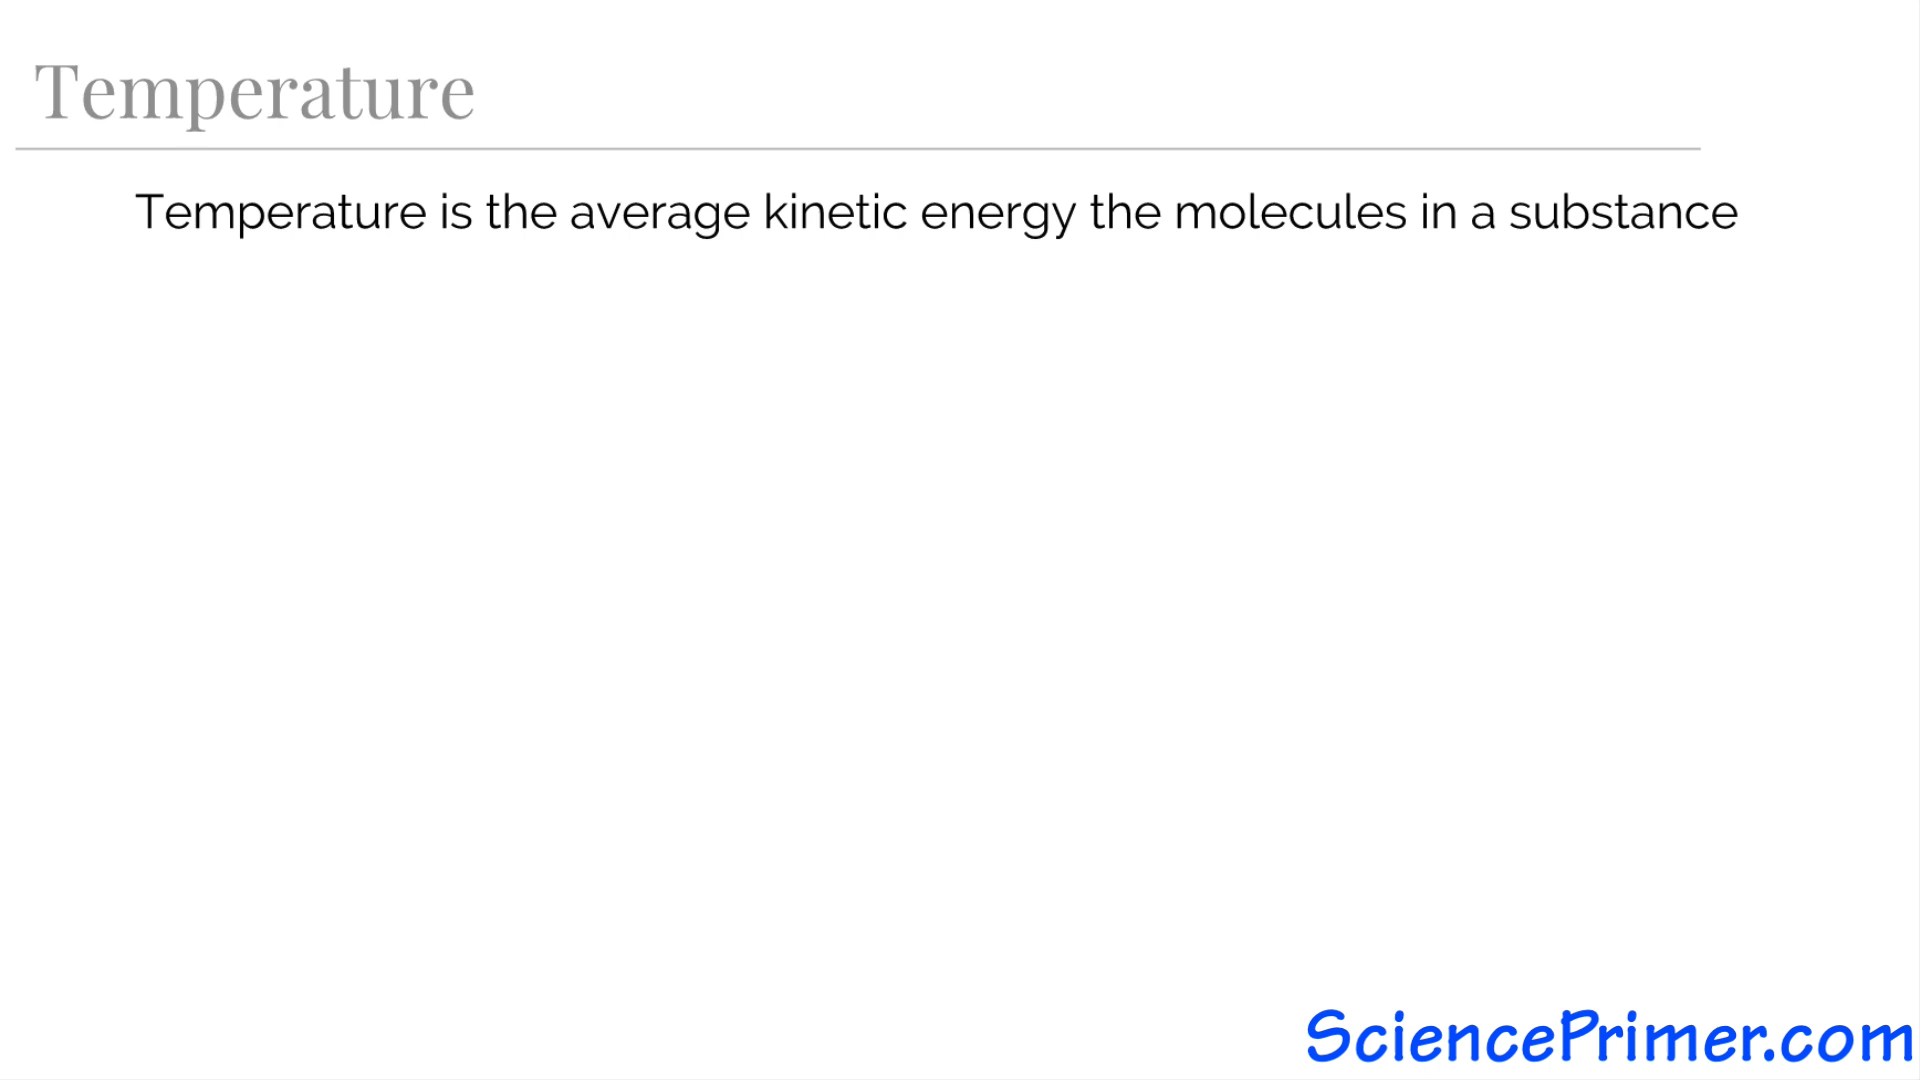 Temperature
Temperature is the average kinetic energy the molecules in a substance
SciencePrimer.com